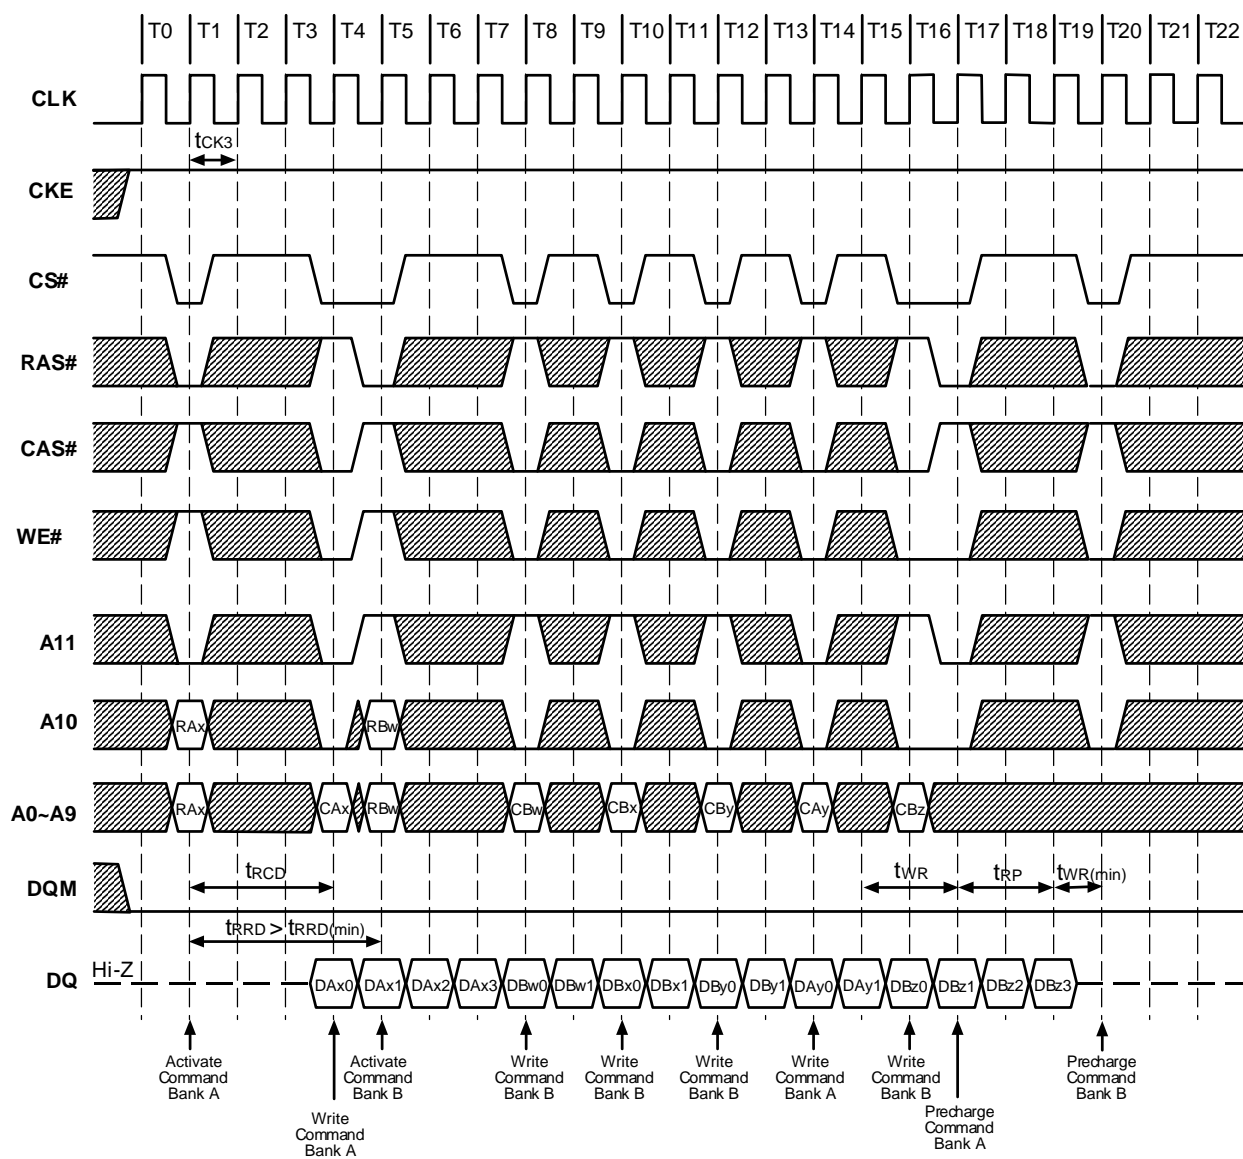 T0 T1 T2 T3 T4 T5 T6 T7 T8 T9 T10 T11 T12 T13 T14 T15 T16 T17 T18 T19 T20 T21 T22
CLK
tCK3
CKE
CS#
RAS#
CAS#
WE#
A11
A10 RAx RBw
A0~A9 RAx CAx RBw CBw CBx CBy CAy CBz
DQM tRCD tWR tRP tWR(min)
tRRD > tRRD(min)
Hi-Z
DQ DAx0 DAx1 DAx2 DAx3 DBw0 DBw1 DBx0 DBx1 DBy0 DBy1 DAy0 DAy1 DBz0 DBz1 DBz2 DBz3
Activate
Command
Bank A
Write
Command
Bank A
Activate
Command
Bank B
Write
Command
Bank B
Write
Command
Bank B
Write
Command
Bank B
Write
Command
Bank A
Write
Command
Bank B
Precharge
Command
Bank A
Precharge
Command
Bank B